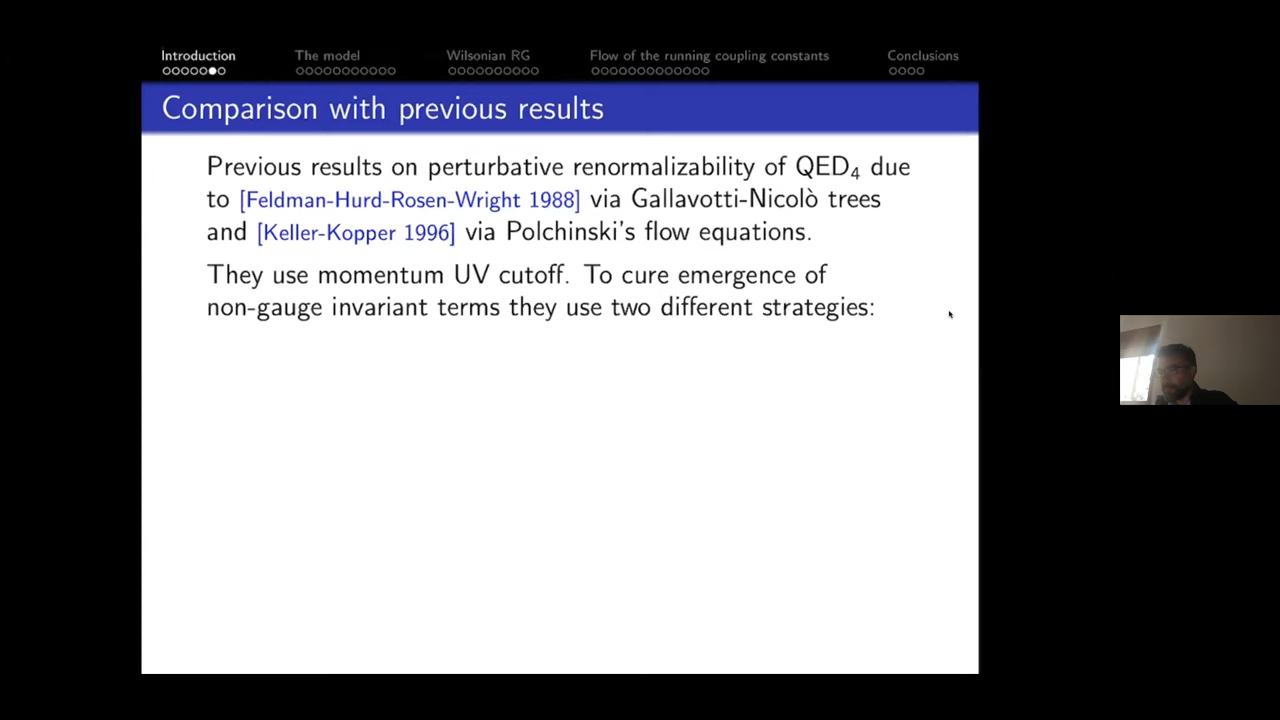 Introduction The model Wilsonian RG Flow of the running coupling constants Conclusions
Comparison with previous results
Previous results on perturbative renormalizability of QED₄ due
to [Feldman-Hurd-Rosen-Wright 1988] via Gallavotti-Nicolò trees
and [Keller-Kopper 1996] via Polchinski's flow equations.
They use momentum UV cutoff. To cure emergence of
non-gauge invariant terms they use two different strategies: